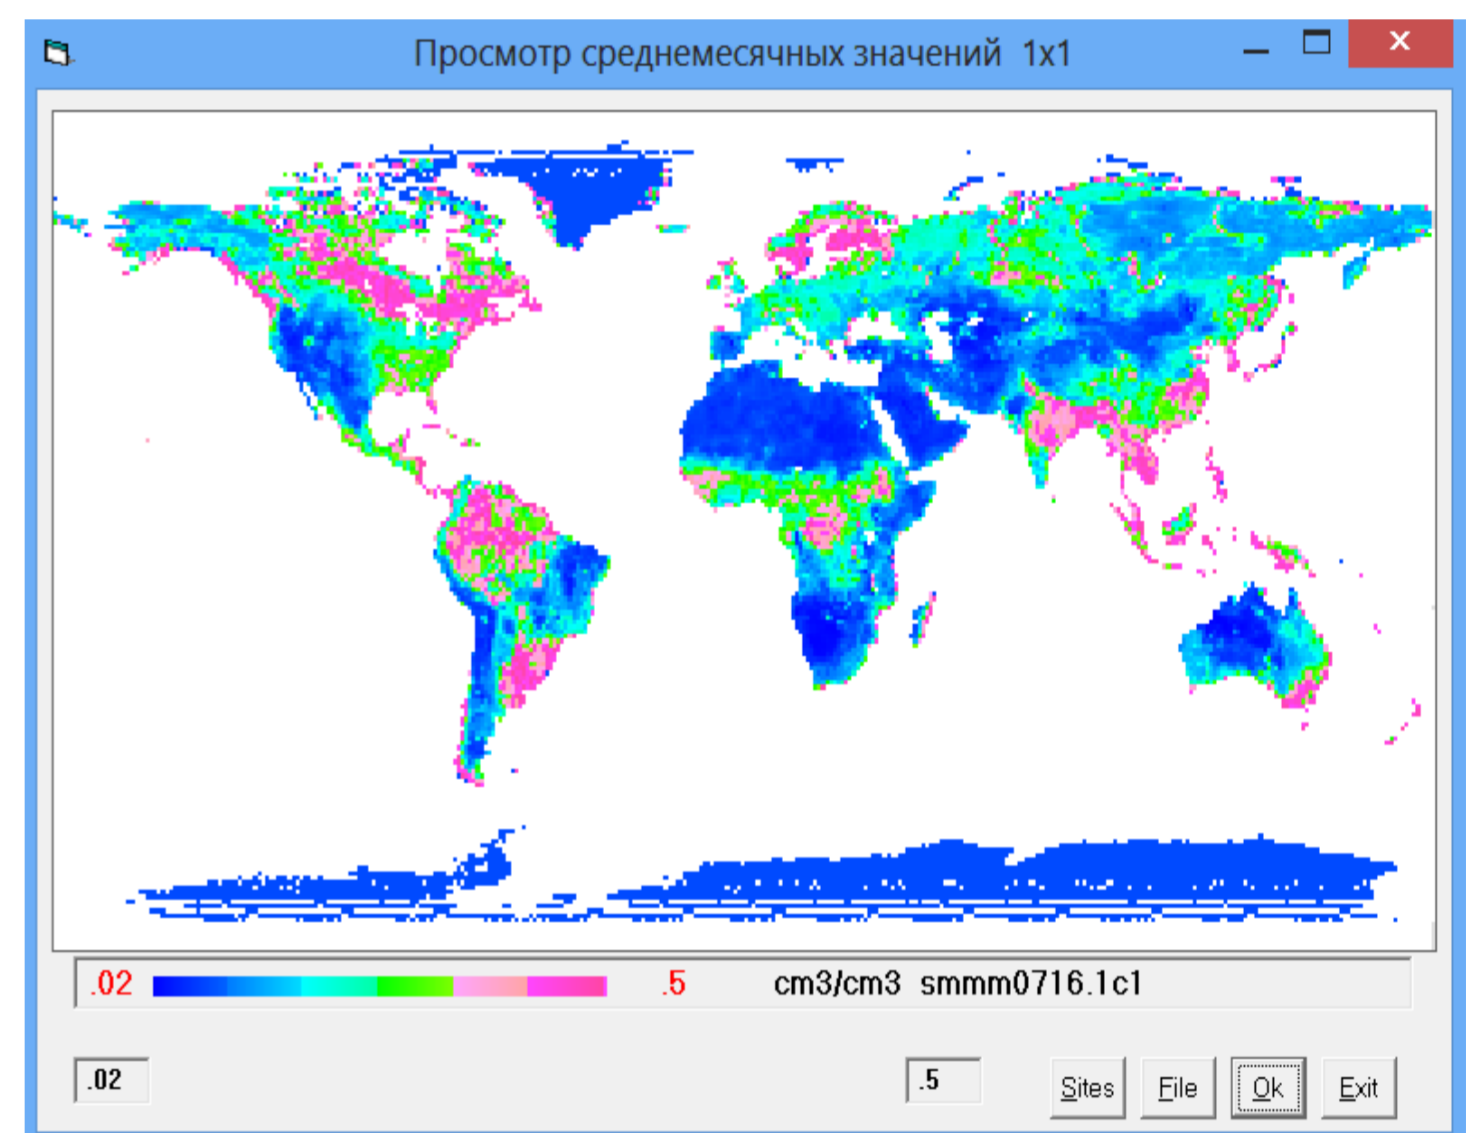 Просмотр среднемесячных значений 1x1
.02 .5 cm3/cm3 smmm0716.1c1
.02 .5 Sites File Ok Exit